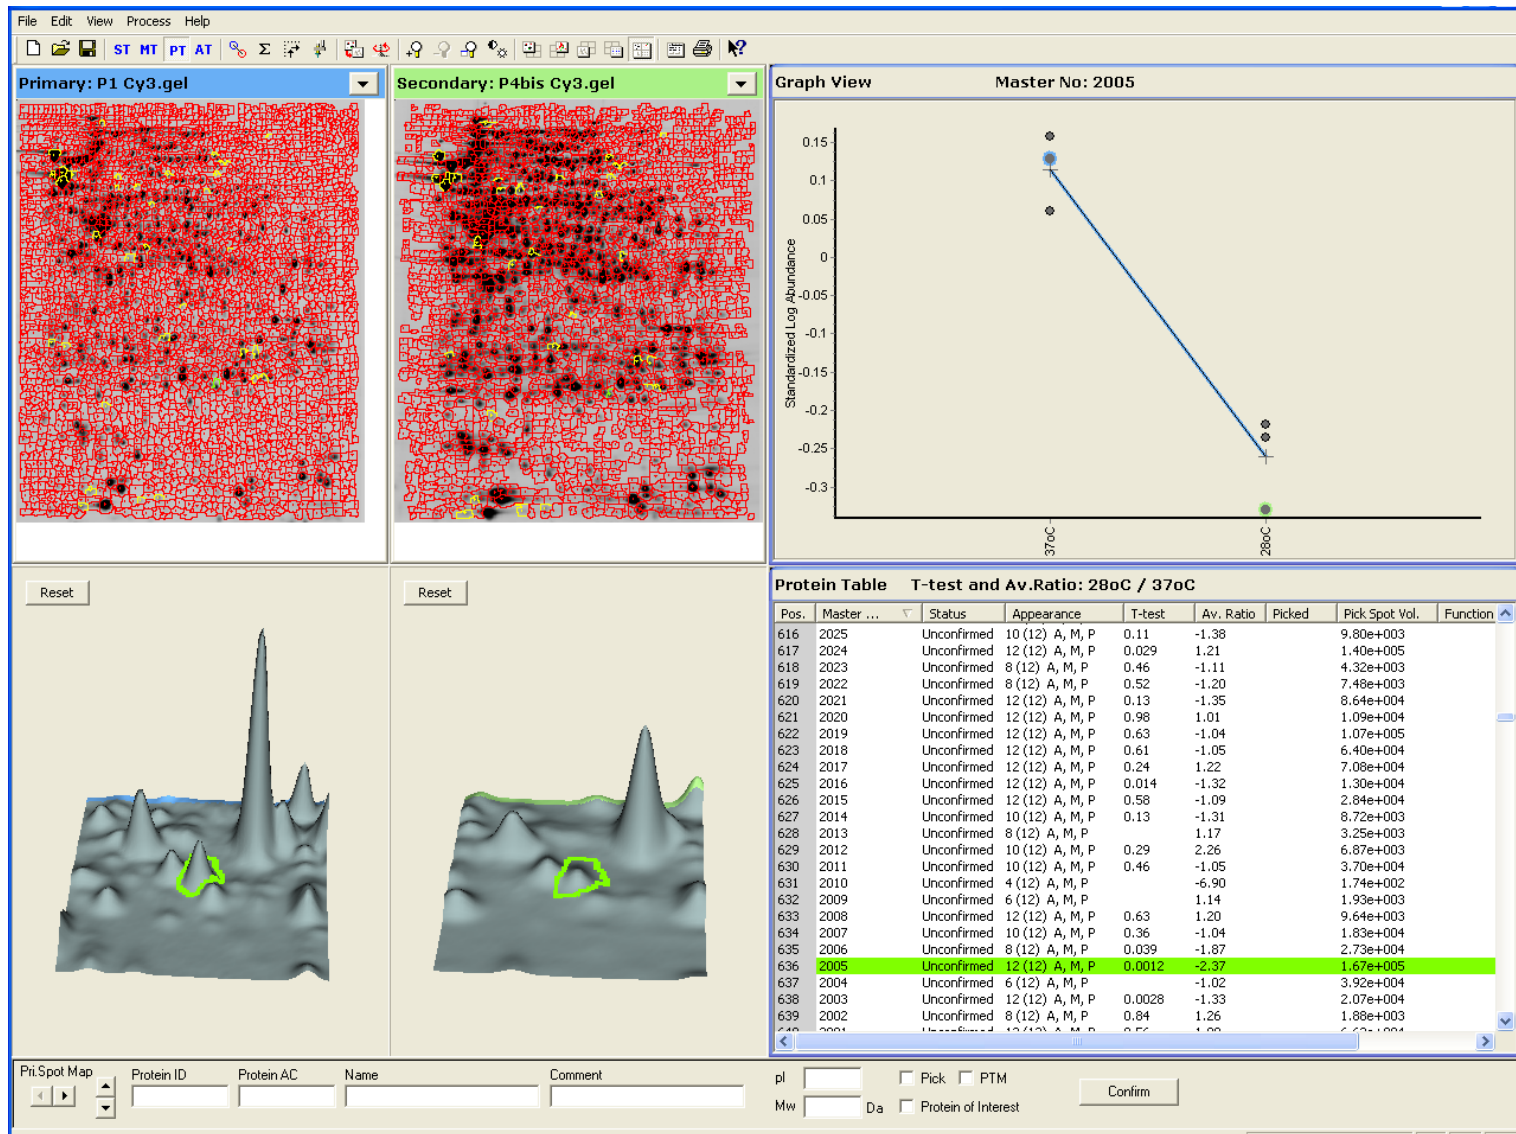 File Edit View Process Help
ST MT PT AT
Primary: P1 Cy3.gel
Secondary: P4bis Cy3.gel
Graph View Master No: 2005
0.15
0.1
0.05
0
-0.05
-0.1
-0.15
-0.2
-0.25
-0.3
Standardized Log Abundance
37oC
28oC
Reset
Reset
Protein Table T-test and Av.Ratio: 28oC / 37oC
Pos. Master ... Status Appearance T-test Av. Ratio Picked Pick Spot Vol. Function
616 2025 Unconfirmed 10 (12) A, M, P 0.11 -1.38 9.80e+003
617 2024 Unconfirmed 12 (12) A, M, P 0.029 1.21 1.40e+005
618 2023 Unconfirmed 8 (12) A, M, P 0.46 -1.11 4.32e+003
619 2022 Unconfirmed 8 (12) A, M, P 0.52 -1.20 7.48e+003
620 2021 Unconfirmed 12 (12) A, M, P 0.13 -1.35 8.64e+004
621 2020 Unconfirmed 12 (12) A, M, P 0.98 1.01 1.09e+004
622 2019 Unconfirmed 12 (12) A, M, P 0.63 -1.04 1.07e+005
623 2018 Unconfirmed 12 (12) A, M, P 0.61 -1.05 6.40e+004
624 2017 Unconfirmed 12 (12) A, M, P 0.24 1.22 7.08e+004
625 2016 Unconfirmed 12 (12) A, M, P 0.014 -1.32 1.30e+004
626 2015 Unconfirmed 12 (12) A, M, P 0.58 -1.09 2.84e+004
627 2014 Unconfirmed 10 (12) A, M, P 0.13 -1.31 8.72e+003
628 2013 Unconfirmed 8 (12) A, M, P 1.17 3.25e+003
629 2012 Unconfirmed 10 (12) A, M, P 0.29 2.26 6.87e+003
630 2011 Unconfirmed 10 (12) A, M, P 0.46 -1.05 3.70e+004
631 2010 Unconfirmed 4 (12) A, M, P -6.90 1.74e+002
632 2009 Unconfirmed 6 (12) A, M, P 1.14 1.93e+003
633 2008 Unconfirmed 12 (12) A, M, P 0.63 1.20 9.64e+003
634 2007 Unconfirmed 10 (12) A, M, P 0.36 -1.04 1.83e+004
635 2006 Unconfirmed 8 (12) A, M, P 0.039 -1.87 2.73e+004
636 2005 Unconfirmed 12 (12) A, M, P 0.0012 -2.37 1.67e+005
637 2004 Unconfirmed 6 (12) A, M, P -1.02 3.92e+004
638 2003 Unconfirmed 12 (12) A, M, P 0.0028 -1.33 2.07e+004
639 2002 Unconfirmed 8 (12) A, M, P 0.84 1.26 1.88e+003
Pri.Spot Map Protein ID Protein AC Name Comment
pI Pick PTM
Confirm
Mw Da Protein of Interest